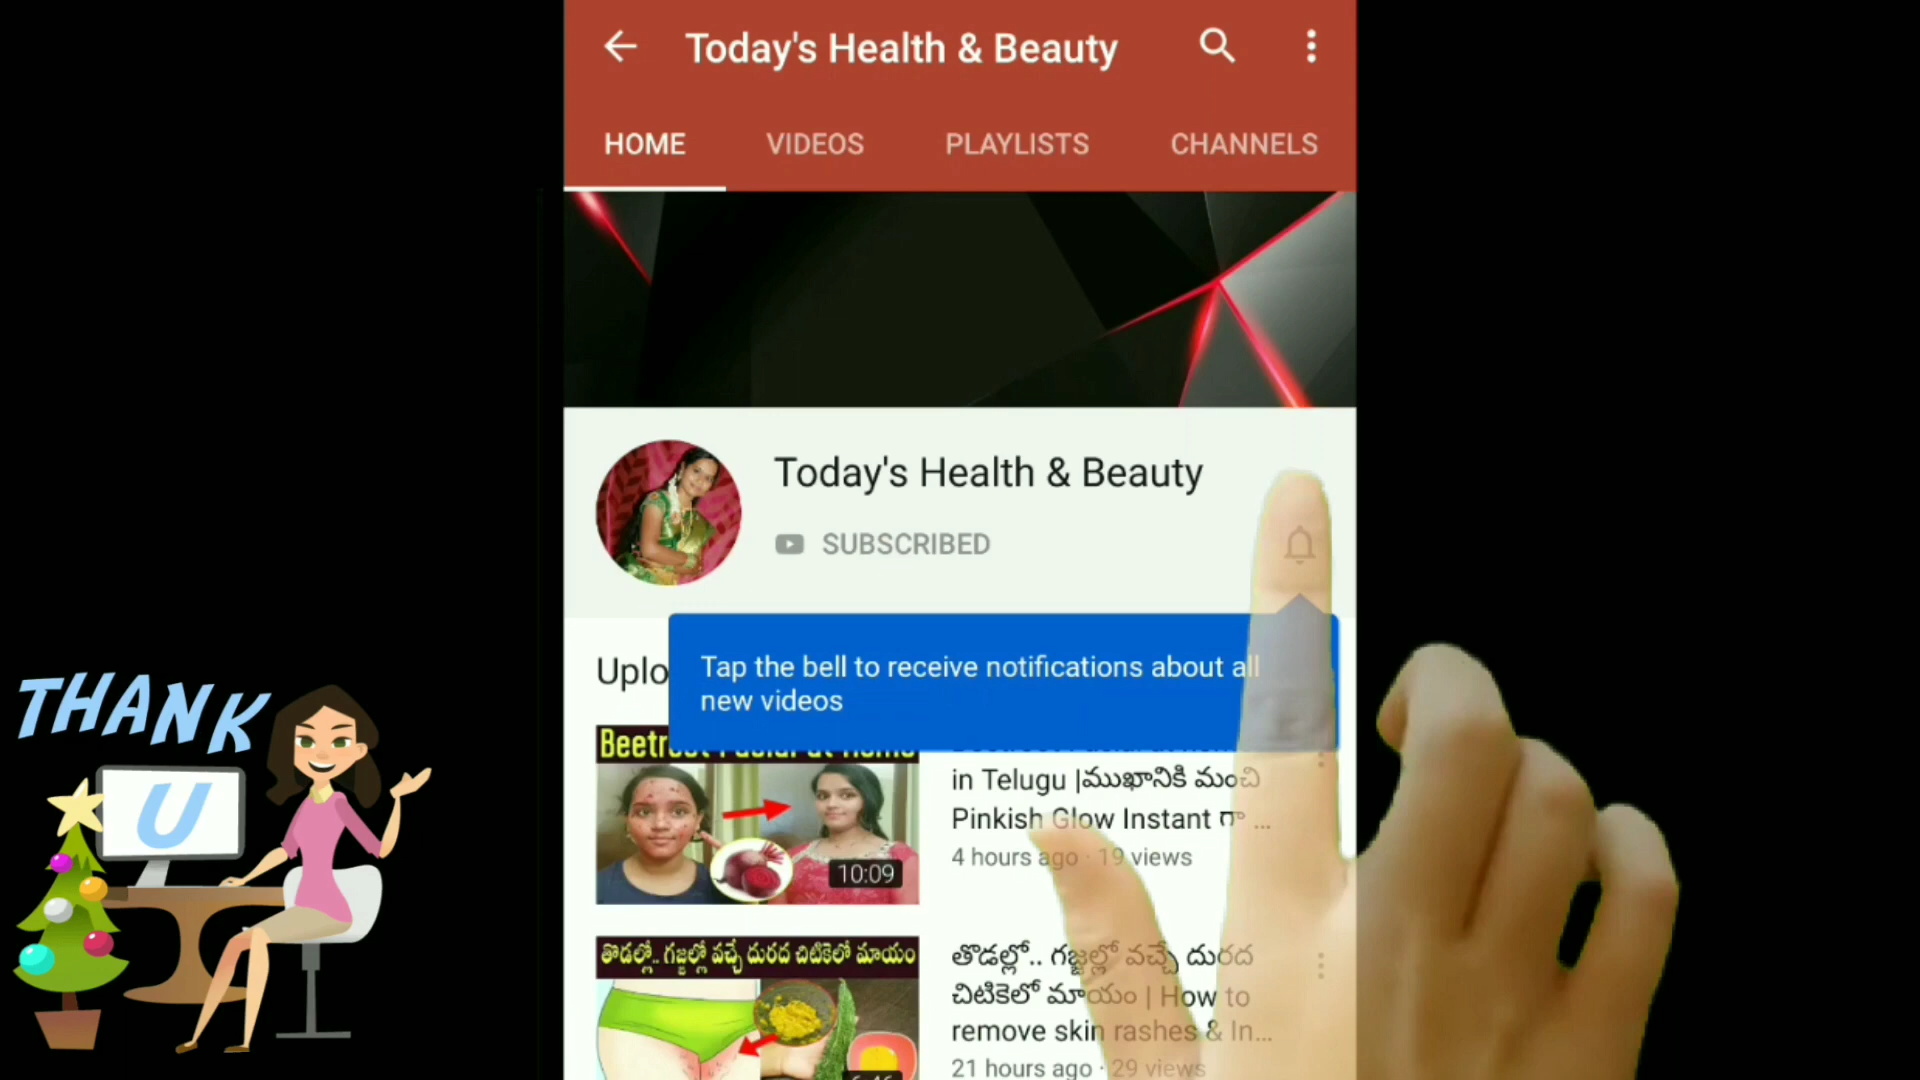 Today's Health & Beauty
HOME VIDEOS PLAYLISTS CHANNELS
Today's Health & Beauty
SUBSCRIBED
Uplo
Tap the bell to receive notifications about all
new videos
THANK
U
10:09
in Telugu |ముఖానికి మంచి
Pinkish Glow Instant గా ...
4 hours ago · 19 views
తొడల్లో.. గజ్జల్లో వచ్చే దురద చిటికెలో మాయం
తొడల్లో.. గజ్జల్లో వచ్చే దురద
చిటికెలో మాయం | How to
remove skin rashes & In...
21 hours ago · 29 views